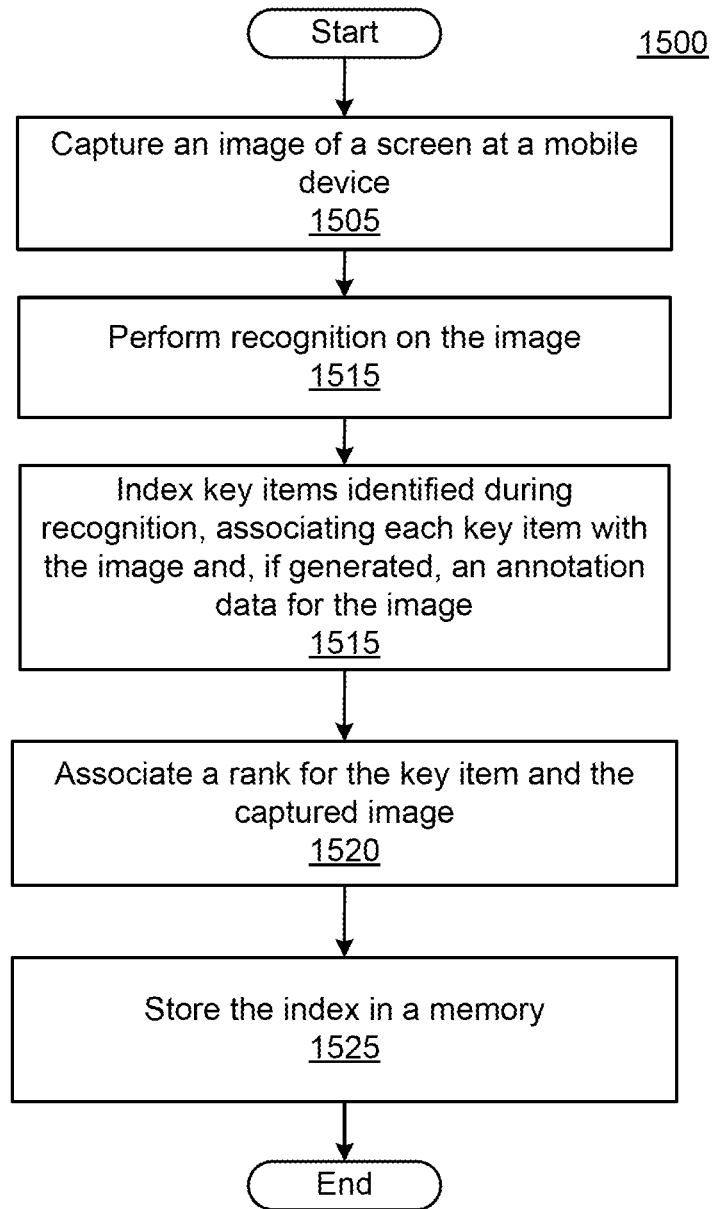 Start
1500
Capture an image of a screen at a mobile
device
1505
Perform recognition on the image
1515
Index key items identified during
recognition, associating each key item with
the image and, if generated, an annotation
data for the image
1515
Associate a rank for the key item and the
captured image
1520
Store the index in a memory
1525
End